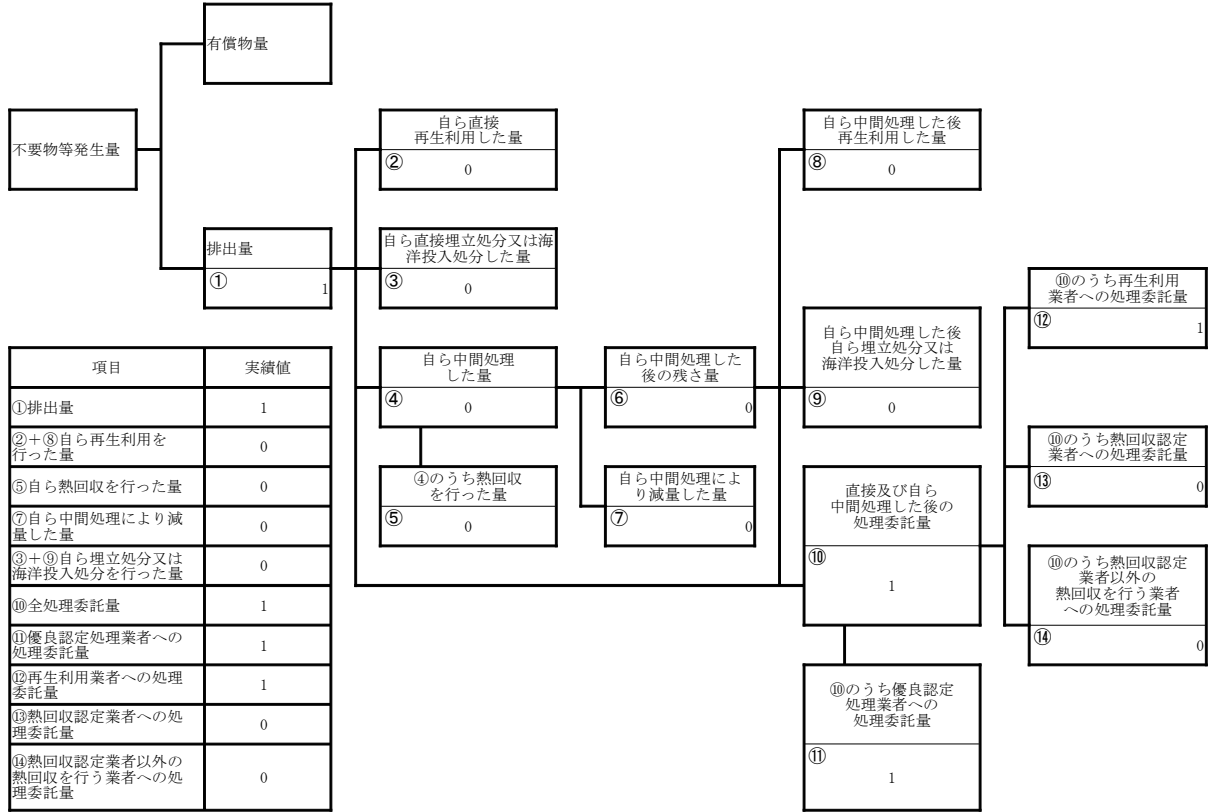 有償物量
不要物等発生量
自ら直接
再生利用した量
②
0
自ら中間処理した後
再生利用した量
⑧
0
排出量
①
1
自ら直接埋立処分又は海
洋投入処分した量
③
0
⑩のうち再生利用
業者への処理委託量
⑫
1
自ら中間処理
した量
④
0
自ら中間処理した
後の残さ量
⑥
0
自ら中間処理した後
自ら埋立処分又は
海洋投入処分した量
⑨
0
⑩のうち熱回収認定
業者への処理委託量
⑬
0
④のうち熱回収
を行った量
⑤
0
自ら中間処理によ
り減量した量
⑦
0
直接及び自ら
中間処理した後の
処理委託量
⑩
1
⑩のうち熱回収認定
業者以外の
熱回収を行う業者
への処理委託量
⑭
0
⑩のうち優良認定
処理業者への
処理委託量
⑪
1
項目 実績値
①排出量 1
②+⑧自ら再生利用を
行った量 0
⑤自ら熱回収を行った量 0
⑦自ら中間処理により減
量した量 0
③+⑨自ら埋立処分又は
海洋投入処分を行った量 0
⑩全処理委託量 1
⑪優良認定処理業者への
処理委託量 1
⑫再生利用業者への処理
委託量 1
⑬熱回収認定業者への処
理委託量 0
⑭熱回収認定業者以外の
熱回収を行う業者への処
理委託量 0